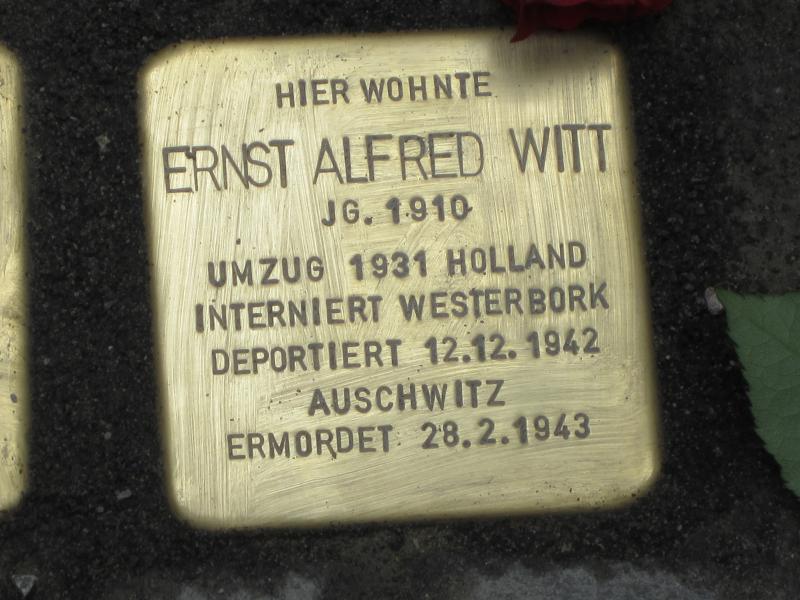 HIER WOHNTE
ERNST ALFRED WITT
JG. 1910
UMZUG 1931 HOLLAND
INTERNIERT WESTERBORK
DEPORTIERT 12.12.1942
AUSCHWITZ
ERMORDET 28.2.1943